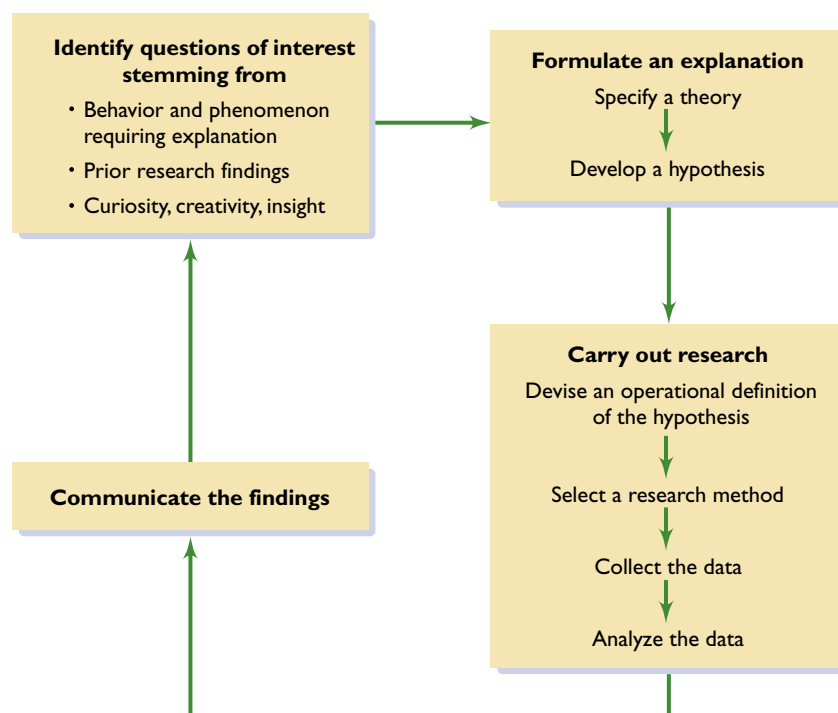 Identify questions of interest
stemming from
• Behavior and phenomenon
requiring explanation
• Prior research findings
• Curiosity, creativity, insight
Formulate an explanation
Specify a theory
Develop a hypothesis
Carry out research
Devise an operational definition
of the hypothesis
Select a research method
Collect the data
Analyze the data
Communicate the findings